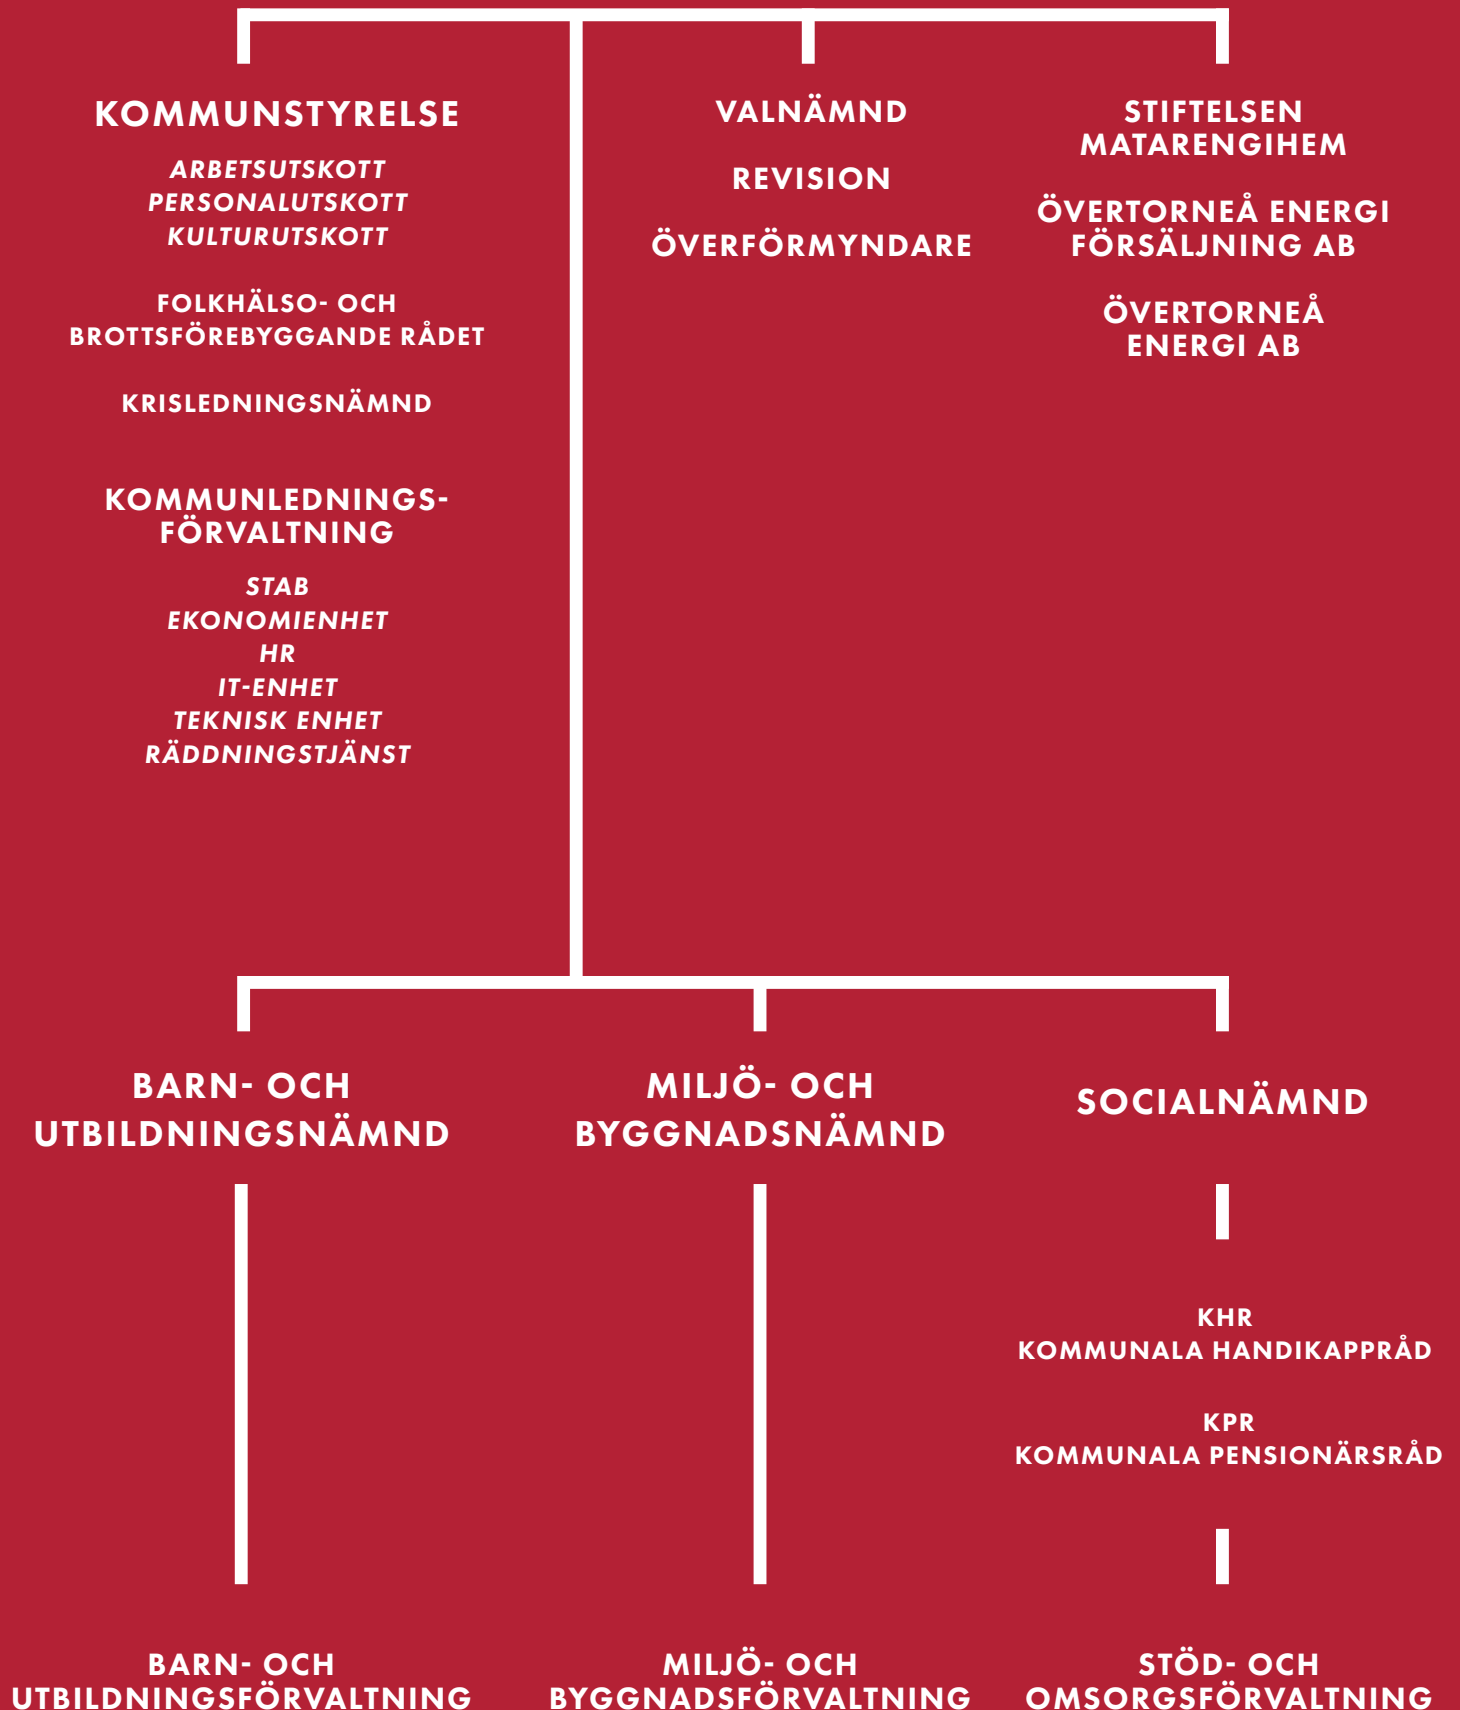 KOMMUNSTYRELSE
ARBETSUTSKOTT
PERSONALUTSKOTT
KULTURUTSKOTT
FOLKHÄLSO- OCH
BROTTSFÖREBYGGANDE RÅDET
KRISLEDNINGSNÄMND
KOMMUNLEDNINGS-
FÖRVALTNING
STAB
EKONOMIENHET
HR
IT-ENHET
TEKNISK ENHET
RÄDDNINGSTJÄNST
VALNÄMND
REVISION
ÖVERFÖRMYNDARE
STIFTELSEN
MATARENGIHEM
ÖVERTORNEÅ ENERGI
FÖRSÄLJNING AB
ÖVERTORNEÅ
ENERGI AB
BARN- OCH
UTBILDNINGSNÄMND
MILJÖ- OCH
BYGGNADSNÄMND
SOCIALNÄMND
KHR
KOMMUNALA HANDIKAPPRÅD
KPR
KOMMUNALA PENSIONÄRSRÅD
BARN- OCH
UTBILDNINGSFÖRVALTNING
MILJÖ- OCH
BYGGNADSFÖRVALTNING
STÖD- OCH
OMSORGSFÖRVALTNING